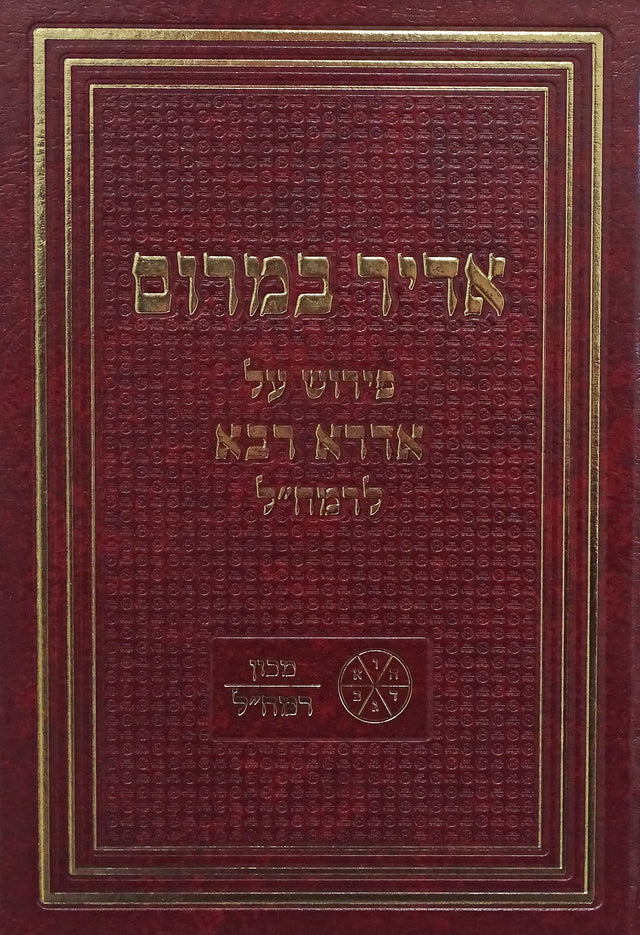 אדיר במרום
פירוש על
אדרא רבא
לרמח״ל
מכון
רמח״ל
א ו ה
ב ג ד